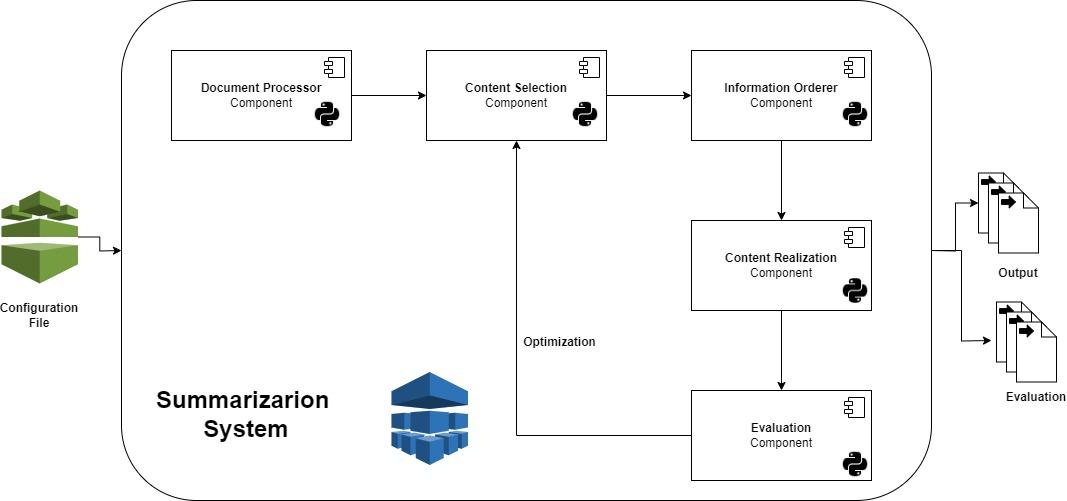 Document Processor
Component
Content Selection
Component
Information Orderer
Component
Content Realization
Component
Configuration
File
Output
Optimization
Evaluation
Summarizarion
System
Evaluation
Component